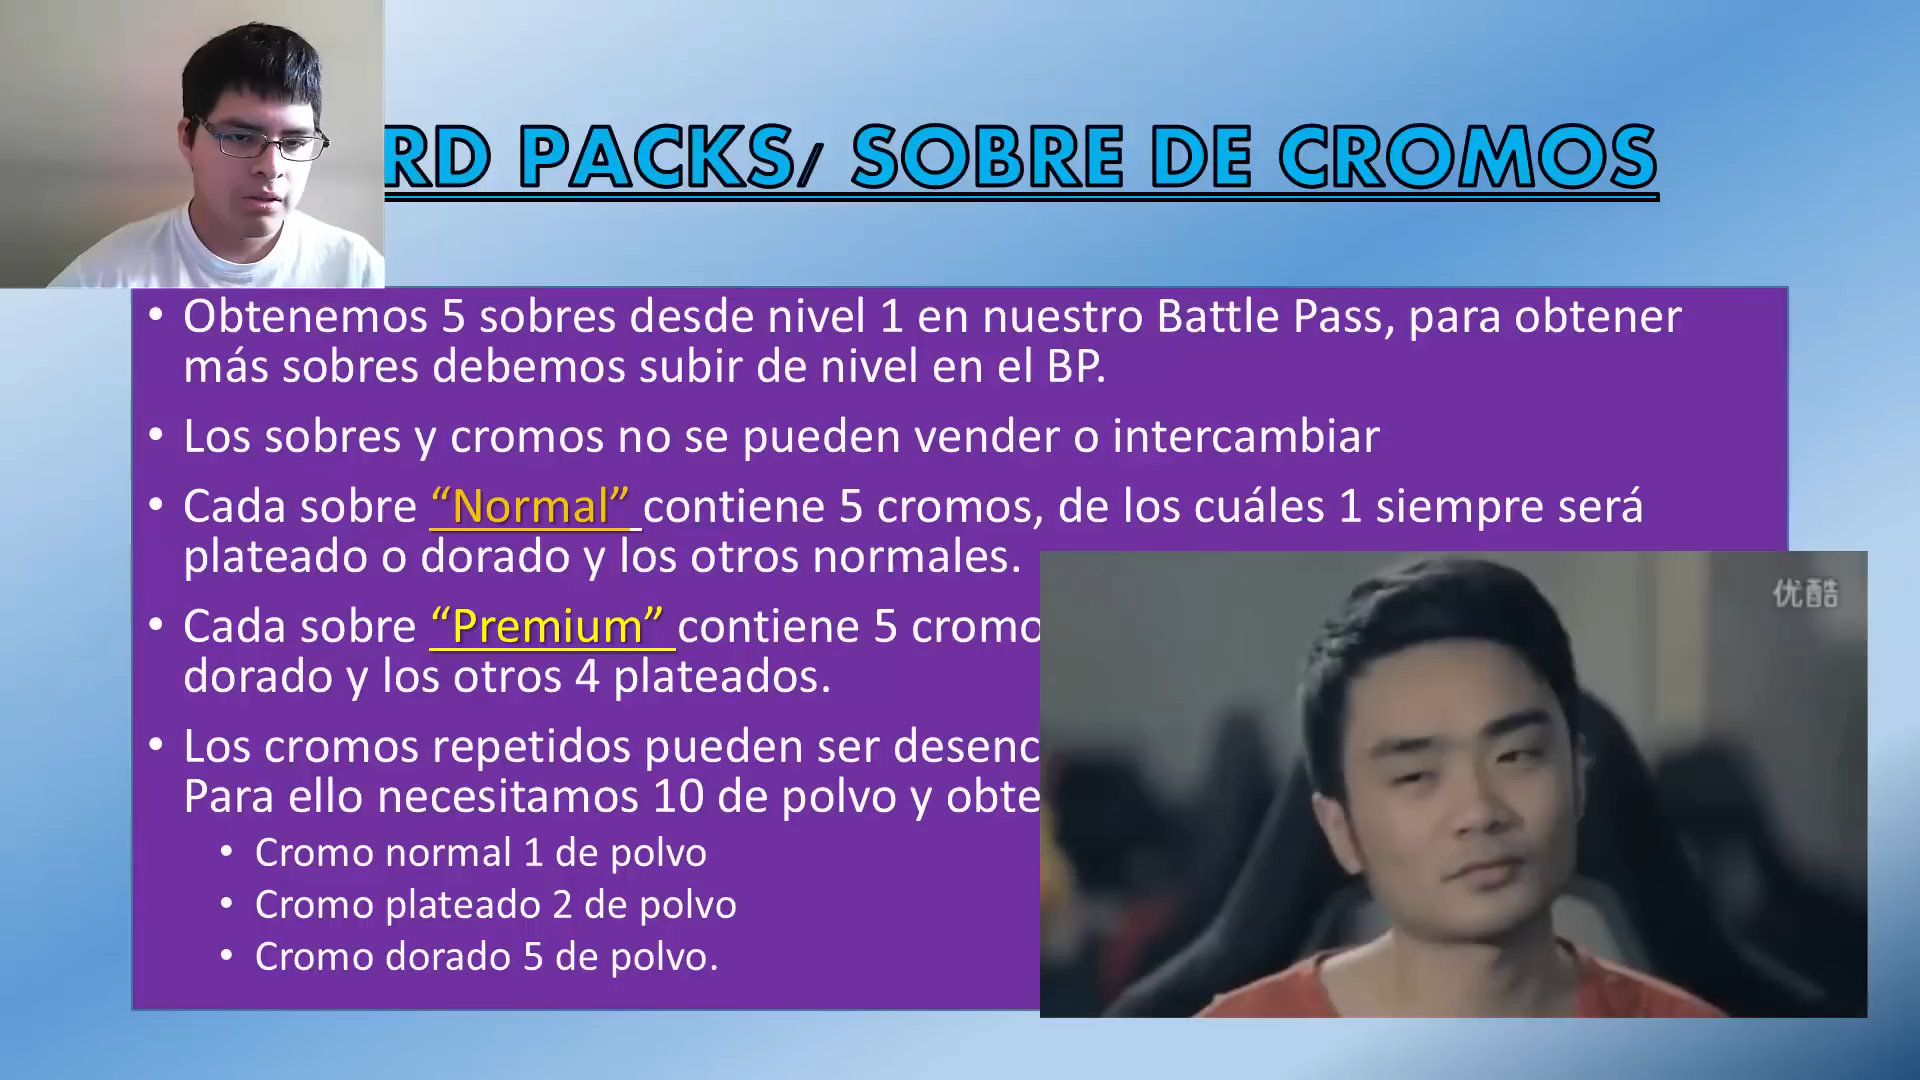 RD PACKS/ SOBRE DE CROMOS
• Obtenemos 5 sobres desde nivel 1 en nuestro Battle Pass, para obtener
más sobres debemos subir de nivel en el BP.
• Los sobres y cromos no se pueden vender o intercambiar
• Cada sobre “Normal” contiene 5 cromos, de los cuáles 1 siempre será
plateado o dorado y los otros normales.
• Cada sobre “Premium” contiene 5 cromo
dorado y los otros 4 plateados.
• Los cromos repetidos pueden ser desenc
Para ello necesitamos 10 de polvo y obte
• Cromo normal 1 de polvo
• Cromo plateado 2 de polvo
• Cromo dorado 5 de polvo.
优酷